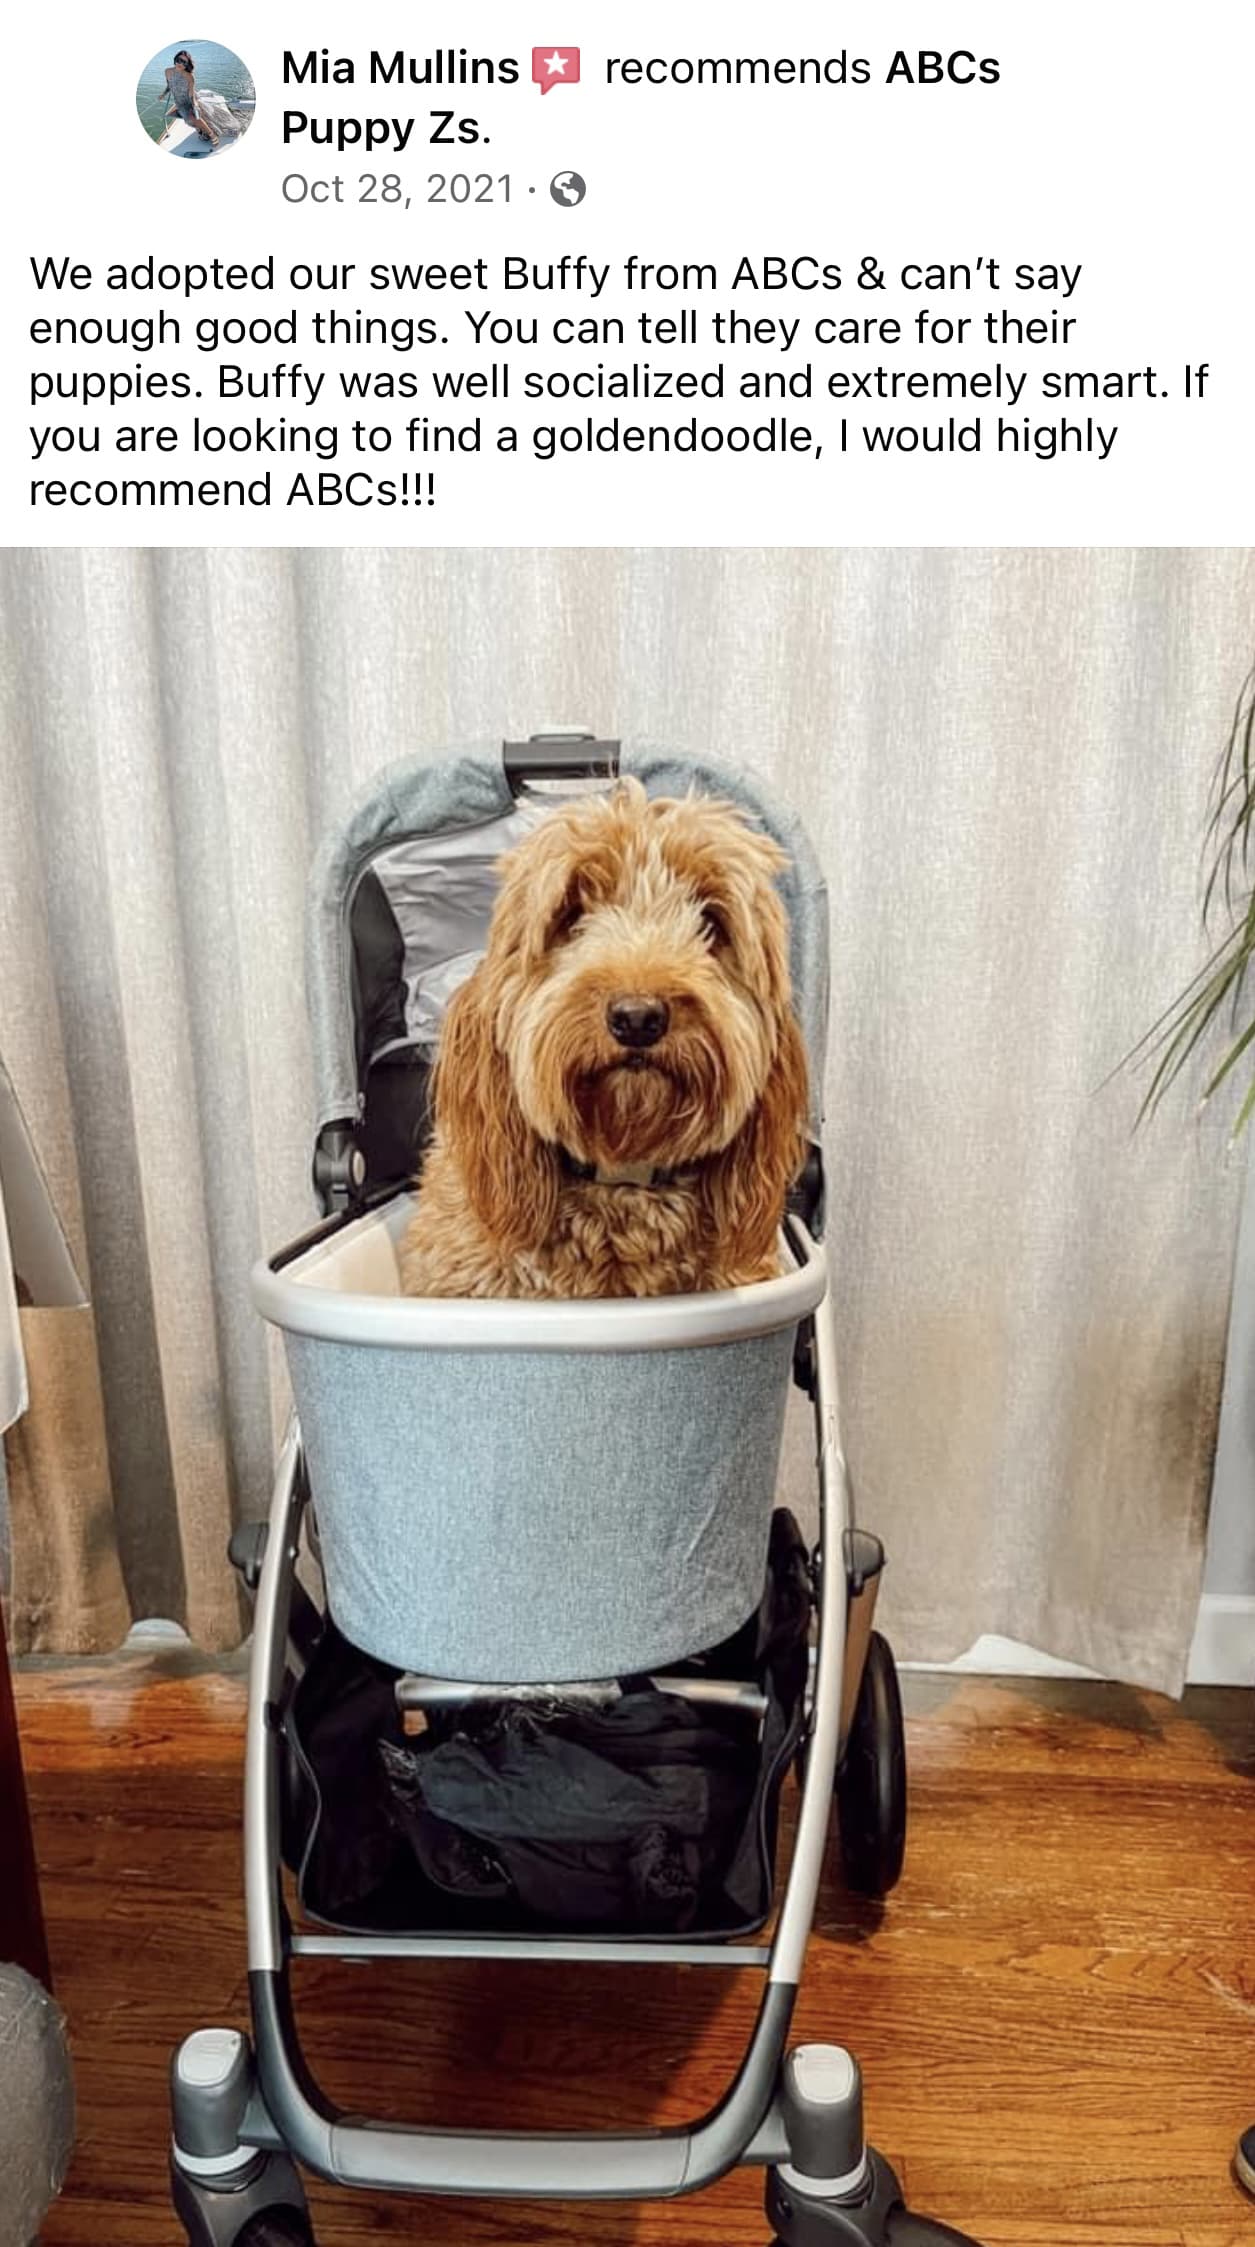 Mia Mullins recommends ABCs
Puppy Zs.
Oct 28, 2021 ·
We adopted our sweet Buffy from ABCs & can't say
enough good things. You can tell they care for their
puppies. Buffy was well socialized and extremely smart. If
you are looking to find a goldendoodle, I would highly
recommend ABCs!!!